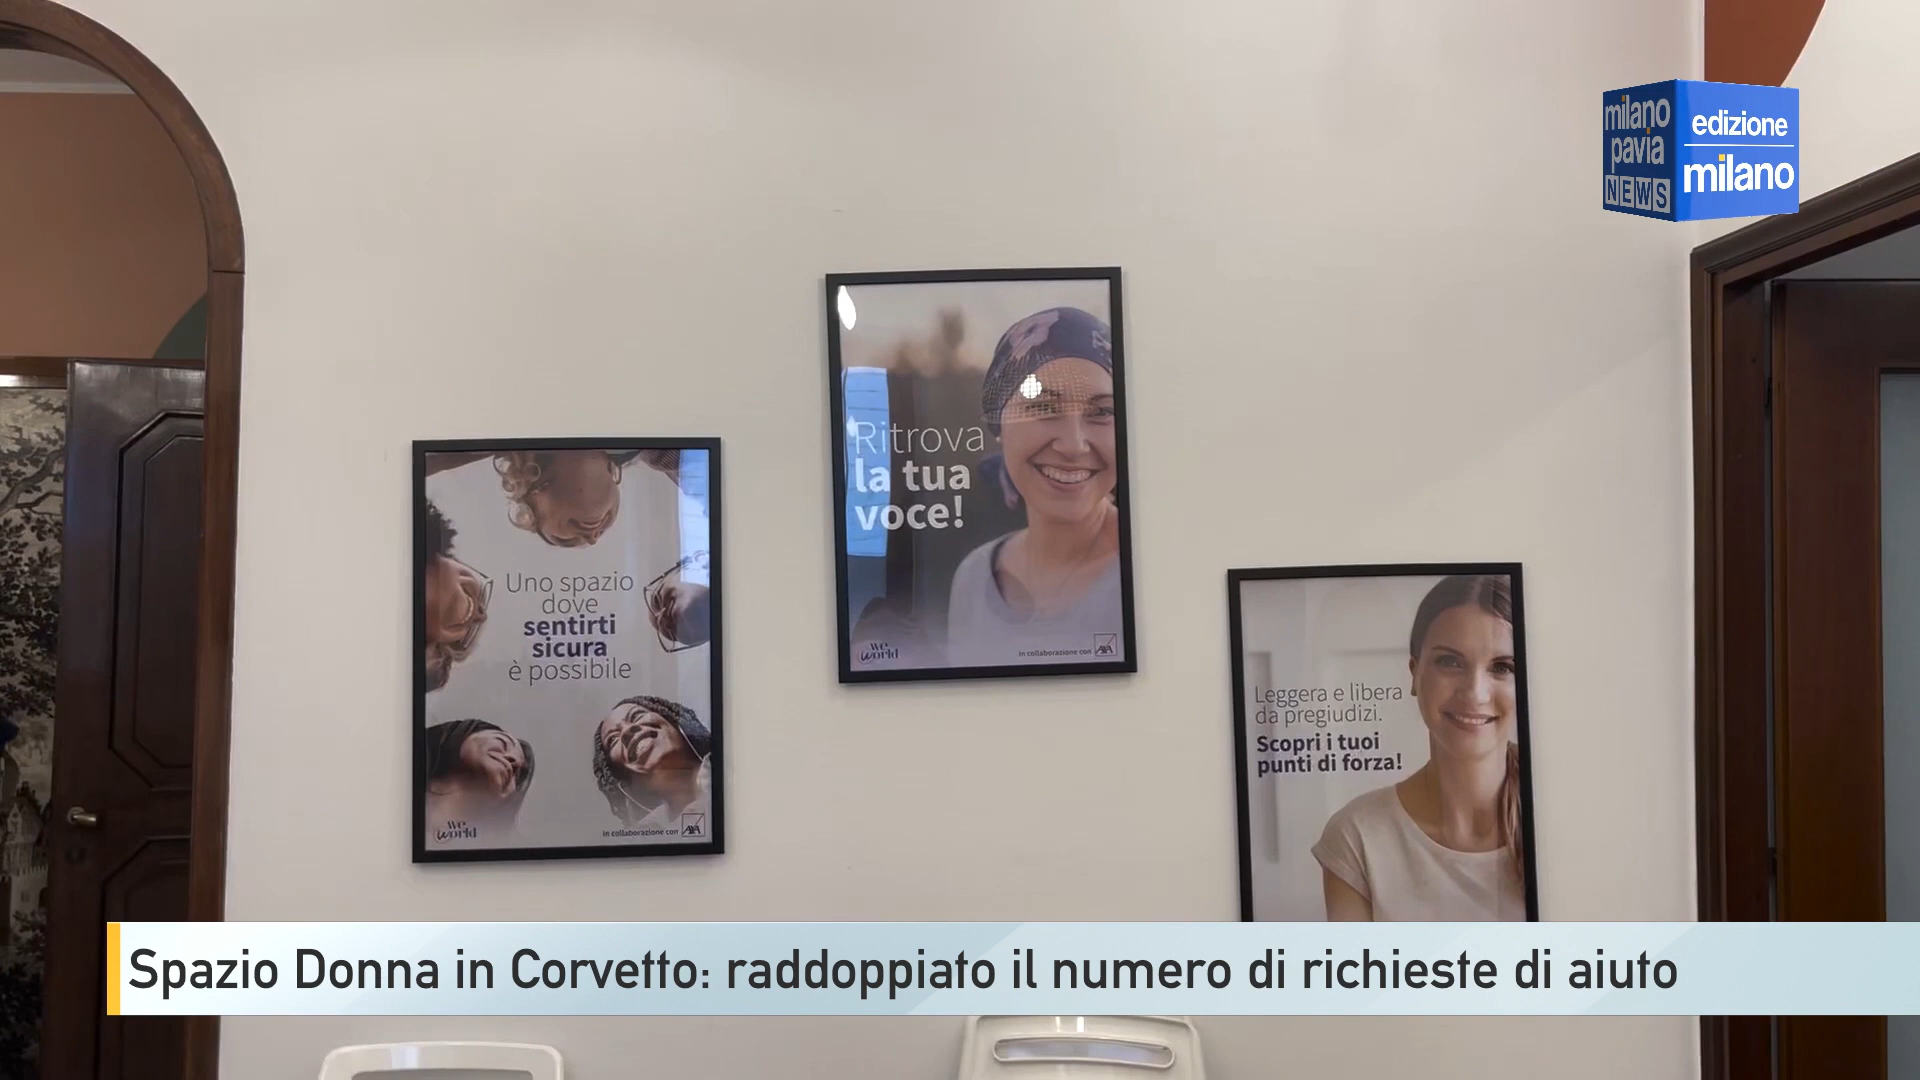 milano
pavia
NEWS
edizione
milano
Ritrova
la tua
voce!
we
world
in collaborazione con
AXA
Uno spazio
dove
sentirti
sicura
è possibile
we
world
in collaborazione con
AXA
Leggera e libera
da pregiudizi.
Scopri i tuoi
punti di forza!
Spazio Donna in Corvetto: raddoppiato il numero di richieste di aiuto